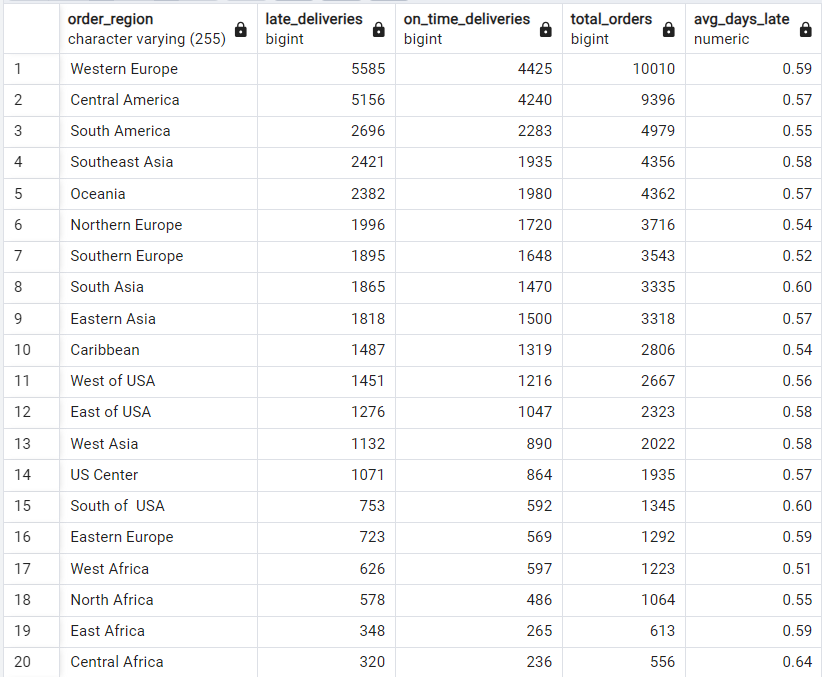 order_region late_deliveries on_time_deliveries total_orders avg_days_late
character varying (255) bigint bigint bigint numeric
1 Western Europe 5585 4425 10010 0.59
2 Central America 5156 4240 9396 0.57
3 South America 2696 2283 4979 0.55
4 Southeast Asia 2421 1935 4356 0.58
5 Oceania 2382 1980 4362 0.57
6 Northern Europe 1996 1720 3716 0.54
7 Southern Europe 1895 1648 3543 0.52
8 South Asia 1865 1470 3335 0.60
9 Eastern Asia 1818 1500 3318 0.57
10 Caribbean 1487 1319 2806 0.54
11 West of USA 1451 1216 2667 0.56
12 East of USA 1276 1047 2323 0.58
13 West Asia 1132 890 2022 0.58
14 US Center 1071 864 1935 0.57
15 South of  USA 753 592 1345 0.60
16 Eastern Europe 723 569 1292 0.59
17 West Africa 626 597 1223 0.51
18 North Africa 578 486 1064 0.55
19 East Africa 348 265 613 0.59
20 Central Africa 320 236 556 0.64